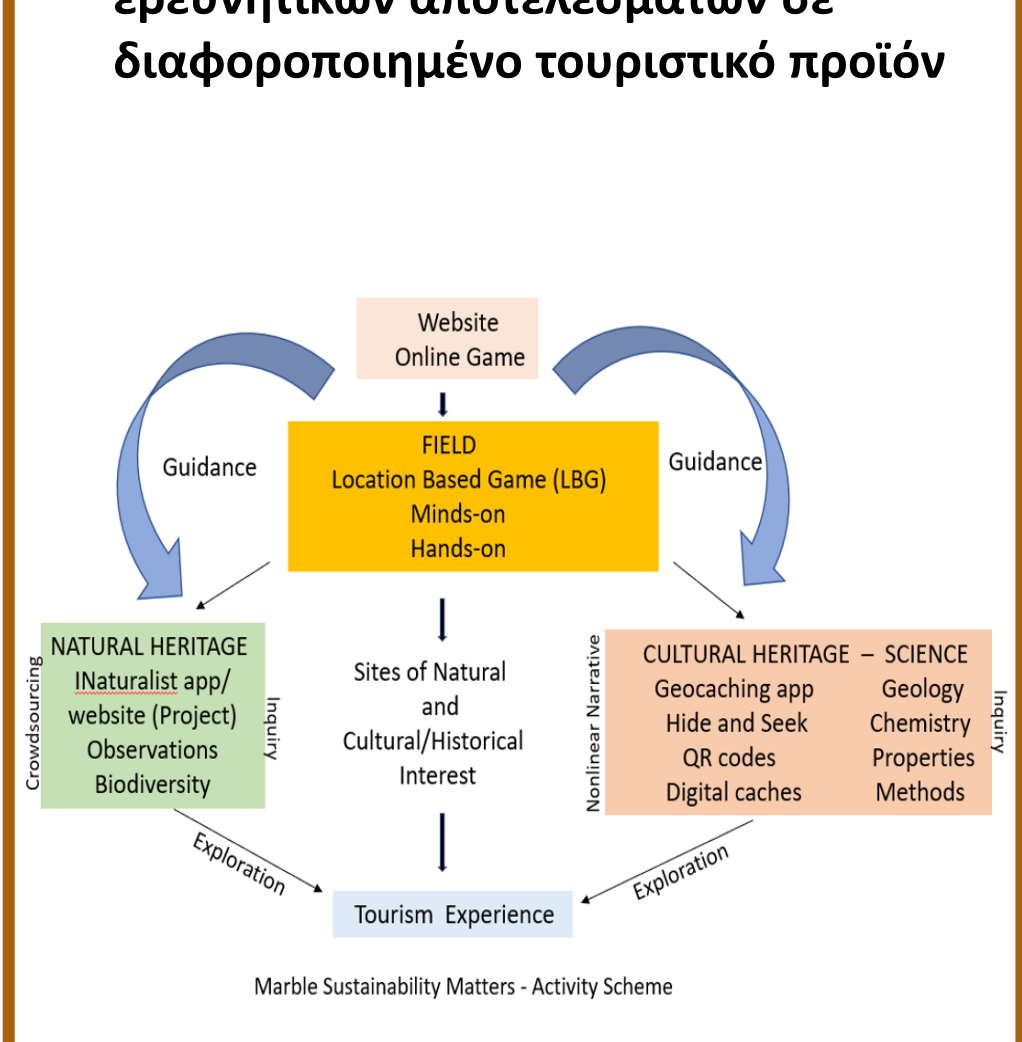 ερευνητικών αποτελεσμάτων σε
διαφοροποιημένο τουριστικό προϊόν
Website
Online Game
Guidance
FIELD
Location Based Game (LBG)
Minds-on
Hands-on
Guidance
Crowdsourcing
NATURAL HERITAGE
INaturalist app/
website (Project)
Observations
Biodiversity
Inquiry
Sites of Natural
and
Cultural/Historical
Interest
Nonlinear Narrative
CULTURAL HERITAGE – SCIENCE
Geocaching app Geology
Hide and Seek Chemistry
QR codes Properties
Digital caches Methods
Inquiry
Exploration
Exploration
Tourism Experience
Marble Sustainability Matters - Activity Scheme